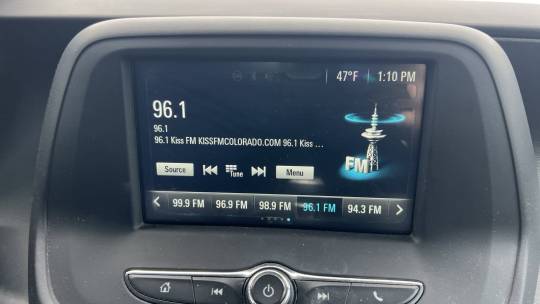 47°F 1:10 PM
96.1
96.1
96.1 Kiss FM KISSFMCOLORADO.COM 96.1 Kiss ...
Source Tune Menu
FM
99.9 FM 96.9 FM 98.9 FM 96.1 FM 94.3 FM